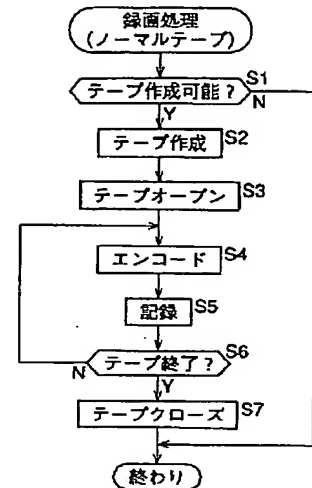 録画処理
(ノーマルテープ)
テープ作成可能？
S1
N
Y
テープ作成
S2
テープオープン
S3
エンコード
S4
記録
S5
テープ終了？
S6
N
Y
テープクローズ
S7
終わり